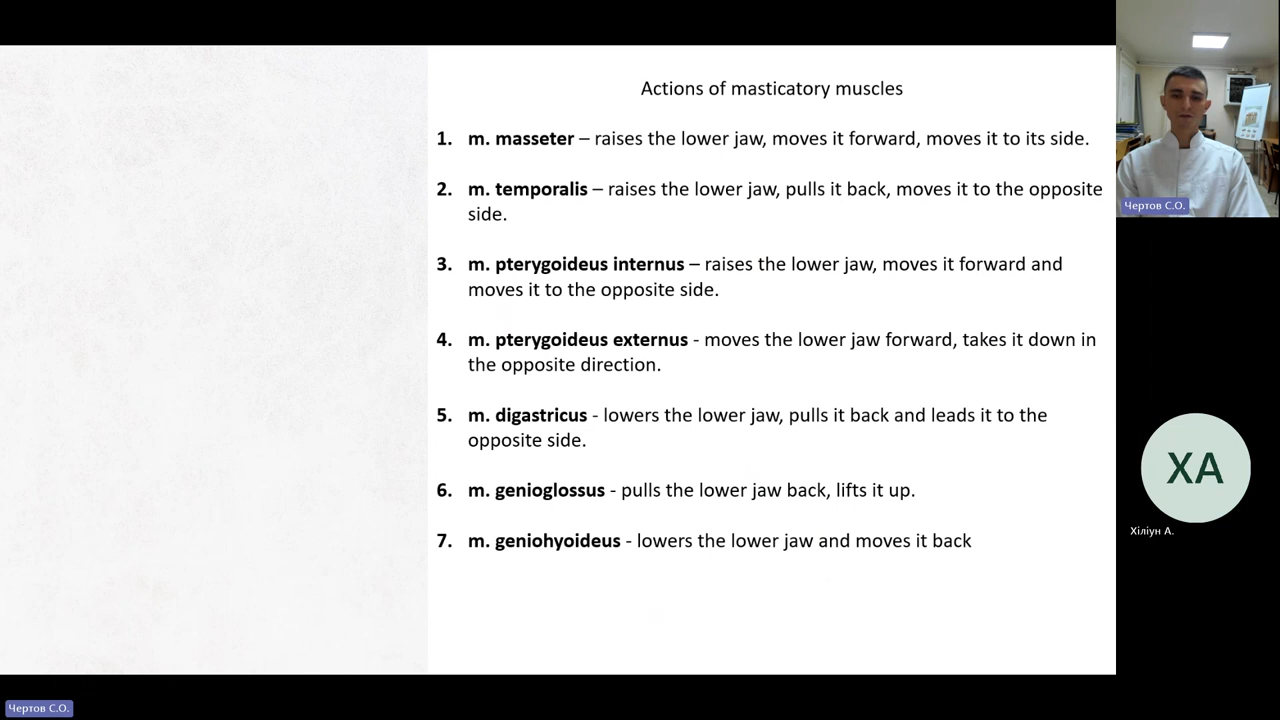 Actions of masticatory muscles
1. m. masseter – raises the lower jaw, moves it forward, moves it to its side.
2. m. temporalis – raises the lower jaw, pulls it back, moves it to the opposite
side.
3. m. pterygoideus internus – raises the lower jaw, moves it forward and
moves it to the opposite side.
4. m. pterygoideus externus - moves the lower jaw forward, takes it down in
the opposite direction.
5. m. digastricus - lowers the lower jaw, pulls it back and leads it to the
opposite side.
6. m. genioglossus - pulls the lower jaw back, lifts it up.
7. m. geniohyoideus - lowers the lower jaw and moves it back
Чертов С.О.
ХА
Хіліун А.
Чертов С.О.